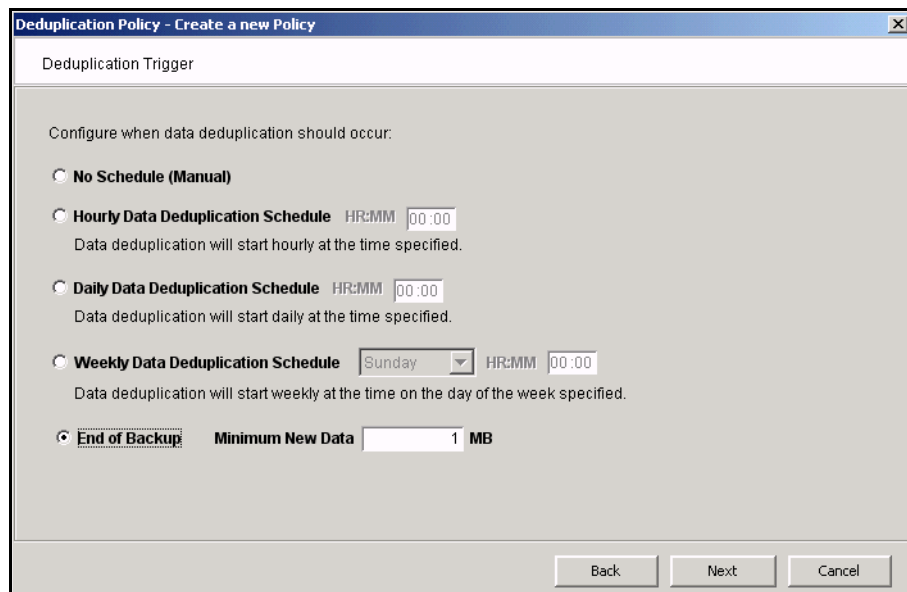 Deduplication Policy - Create a new Policy
Deduplication Trigger
Configure when data deduplication should occur:
No Schedule (Manual)
Hourly Data Deduplication Schedule HR:MM 00:00
Data deduplication will start hourly at the time specified.
Daily Data Deduplication Schedule HR:MM 00:00
Data deduplication will start daily at the time specified.
Weekly Data Deduplication Schedule Sunday HR:MM 00:00
Data deduplication will start weekly at the time on the day of the week specified.
End of Backup Minimum New Data 1 MB
Back Next Cancel